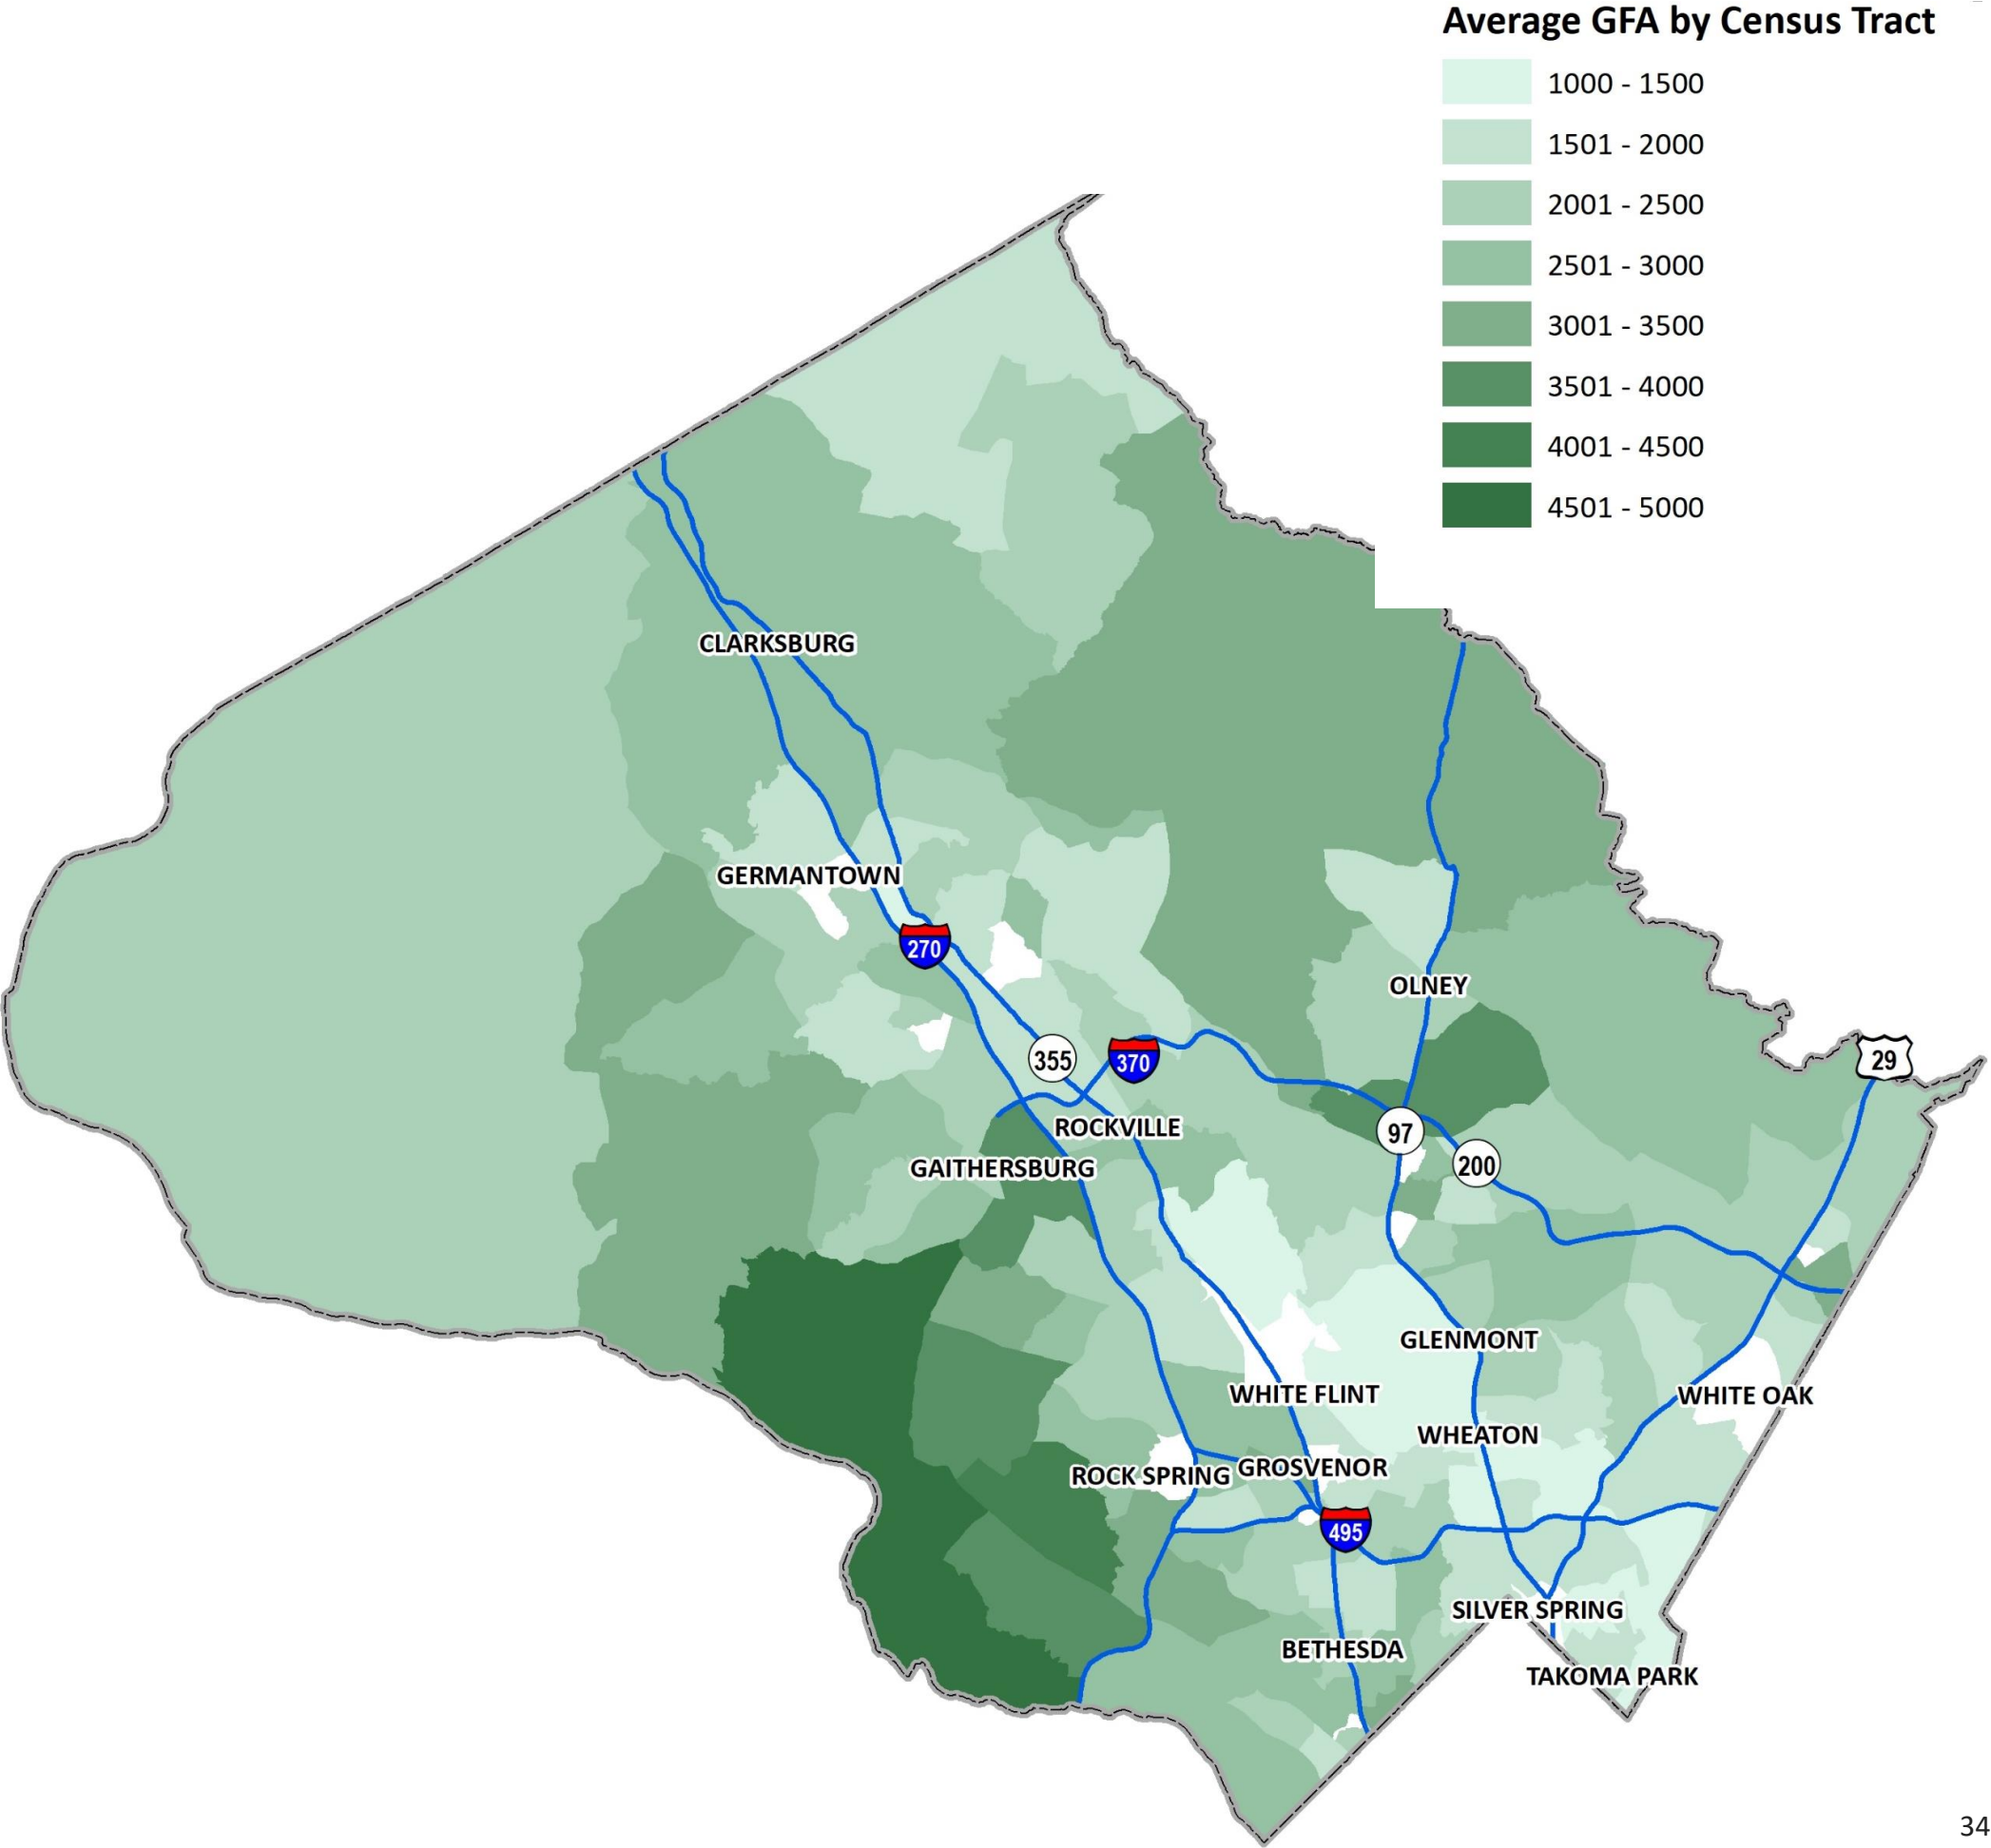 Average GFA by Census Tract
1000 - 1500
1501 - 2000
2001 - 2500
2501 - 3000
3001 - 3500
3501 - 4000
4001 - 4500
4501 - 5000
CLARKSBURG
GERMANTOWN
270
OLNEY
355
370
29
ROCKVILLE
97
GAITHERSBURG
200
GLENMONT
WHITE FLINT
WHITE OAK
WHEATON
ROCK SPRING
GROSVENOR
495
SILVER SPRING
BETHESDA
TAKOMA PARK
34